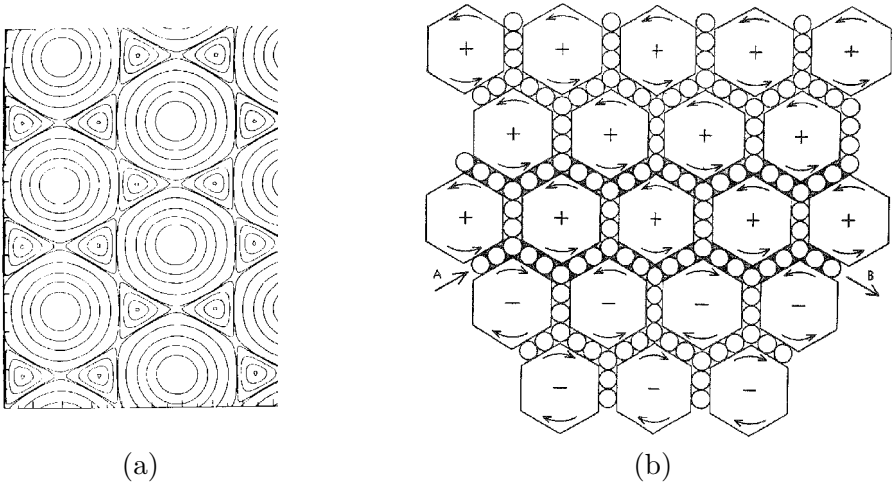 + + + + +
+ + + +
+ + + + +
A B
− − − −
− − −
(a) (b)